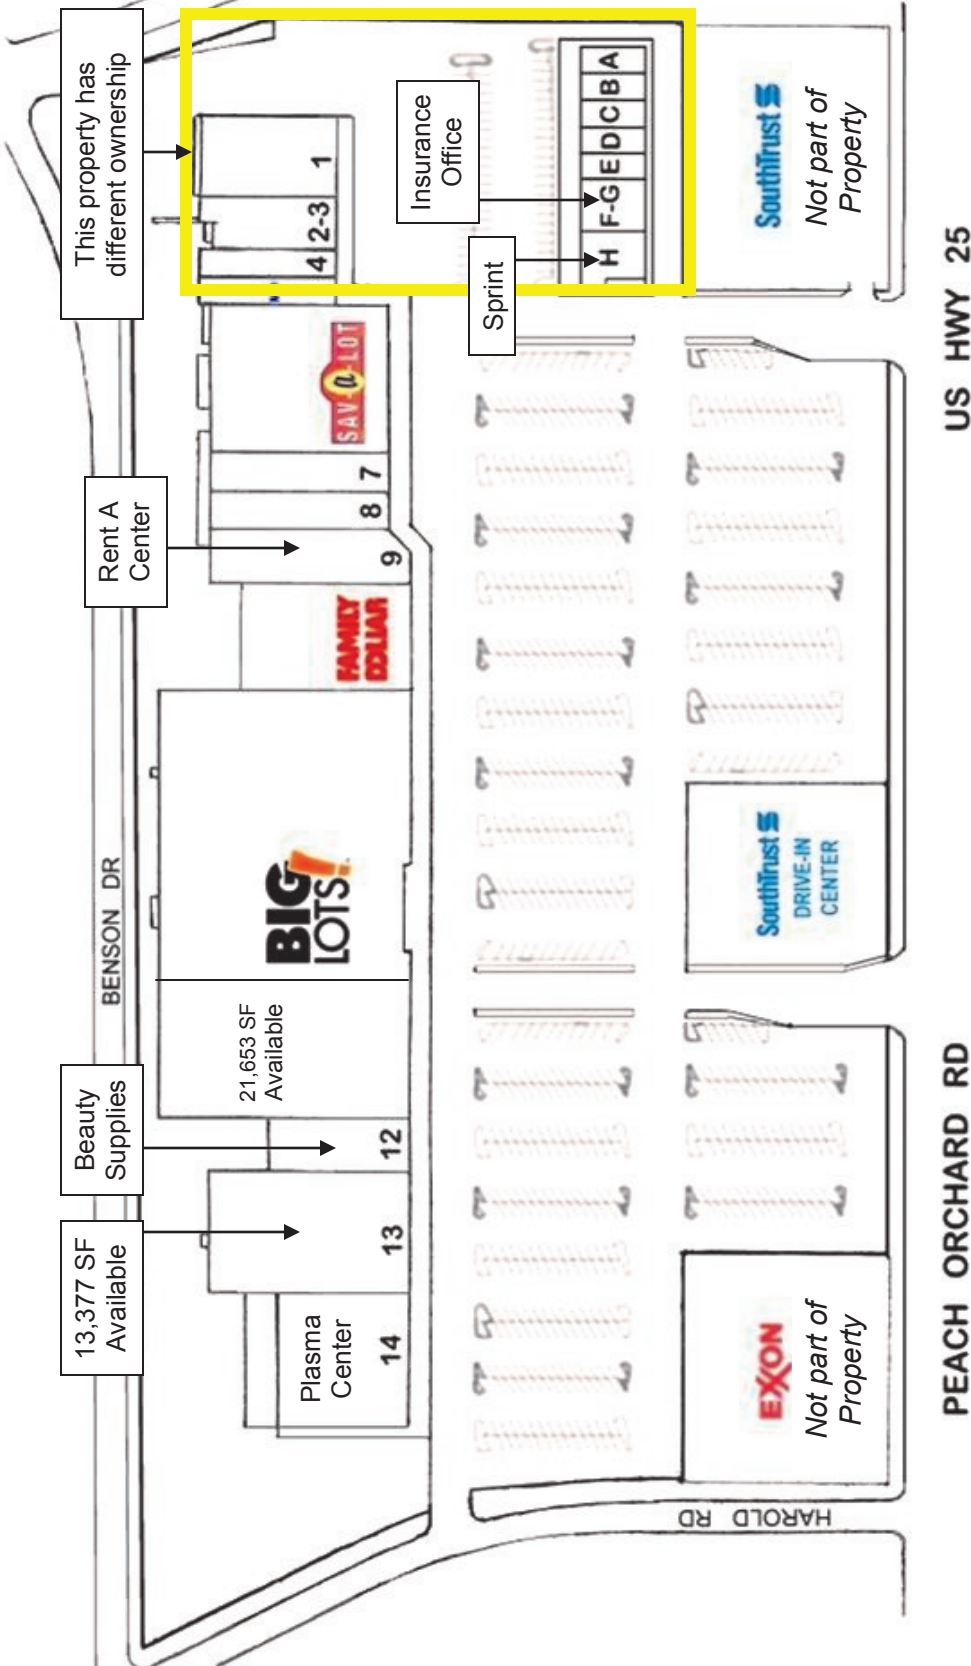 BENSON DR
13,377 SF
Available
Beauty
Supplies
Rent A
Center
This property has
different ownership
Plasma
Center
14
13
12
21,653 SF
Available
BIG
LOTS!
FAMILY
DOLLAR
9
8
7
SAV-A-LOT
4
2-3
1
Insurance
Office
Sprint
H
F-G
E
D
C
B
A
EXXON
Not part of
Property
SouthTrust
DRIVE-IN
CENTER
SouthTrust
Not part of
Property
HAROLD RD
PEACH ORCHARD RD
US HWY 25